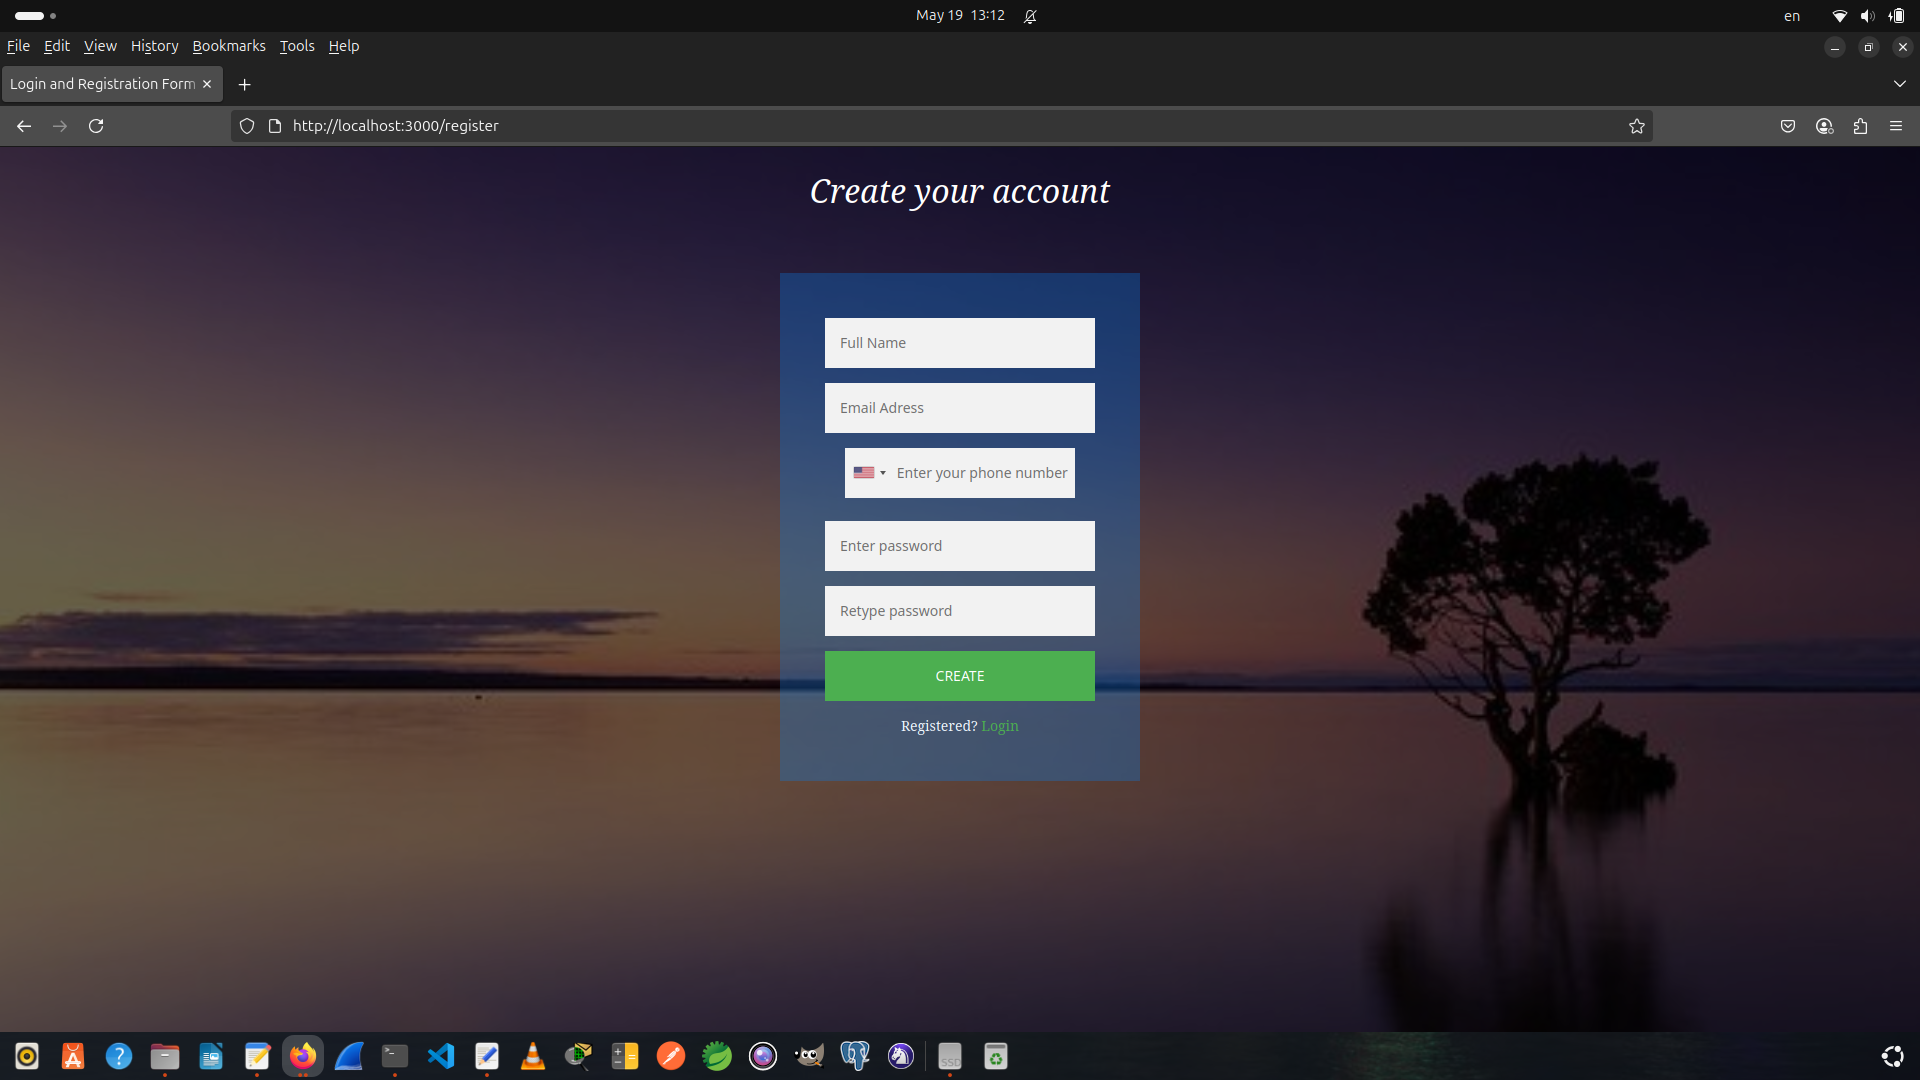 May 19 13:12
en
File Edit View History Bookmarks Tools Help
Login and Registration Form
http://localhost:3000/register
Create your account
Full Name
Email Adress
Enter your phone number
Enter password
Retype password
CREATE
Registered? Login
SSD